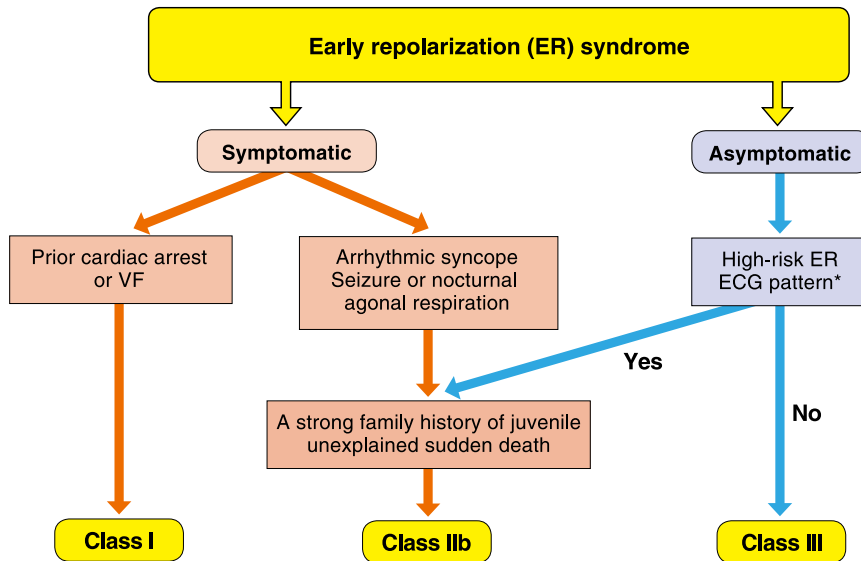 Early repolarization (ER) syndrome
Symptomatic
Asymptomatic
Prior cardiac arrest
or VF
Arrhythmic syncope
Seizure or nocturnal
agonal respiration
High-risk ER
ECG pattern*
Yes
No
A strong family history of juvenile
unexplained sudden death
Class I
Class IIb
Class III